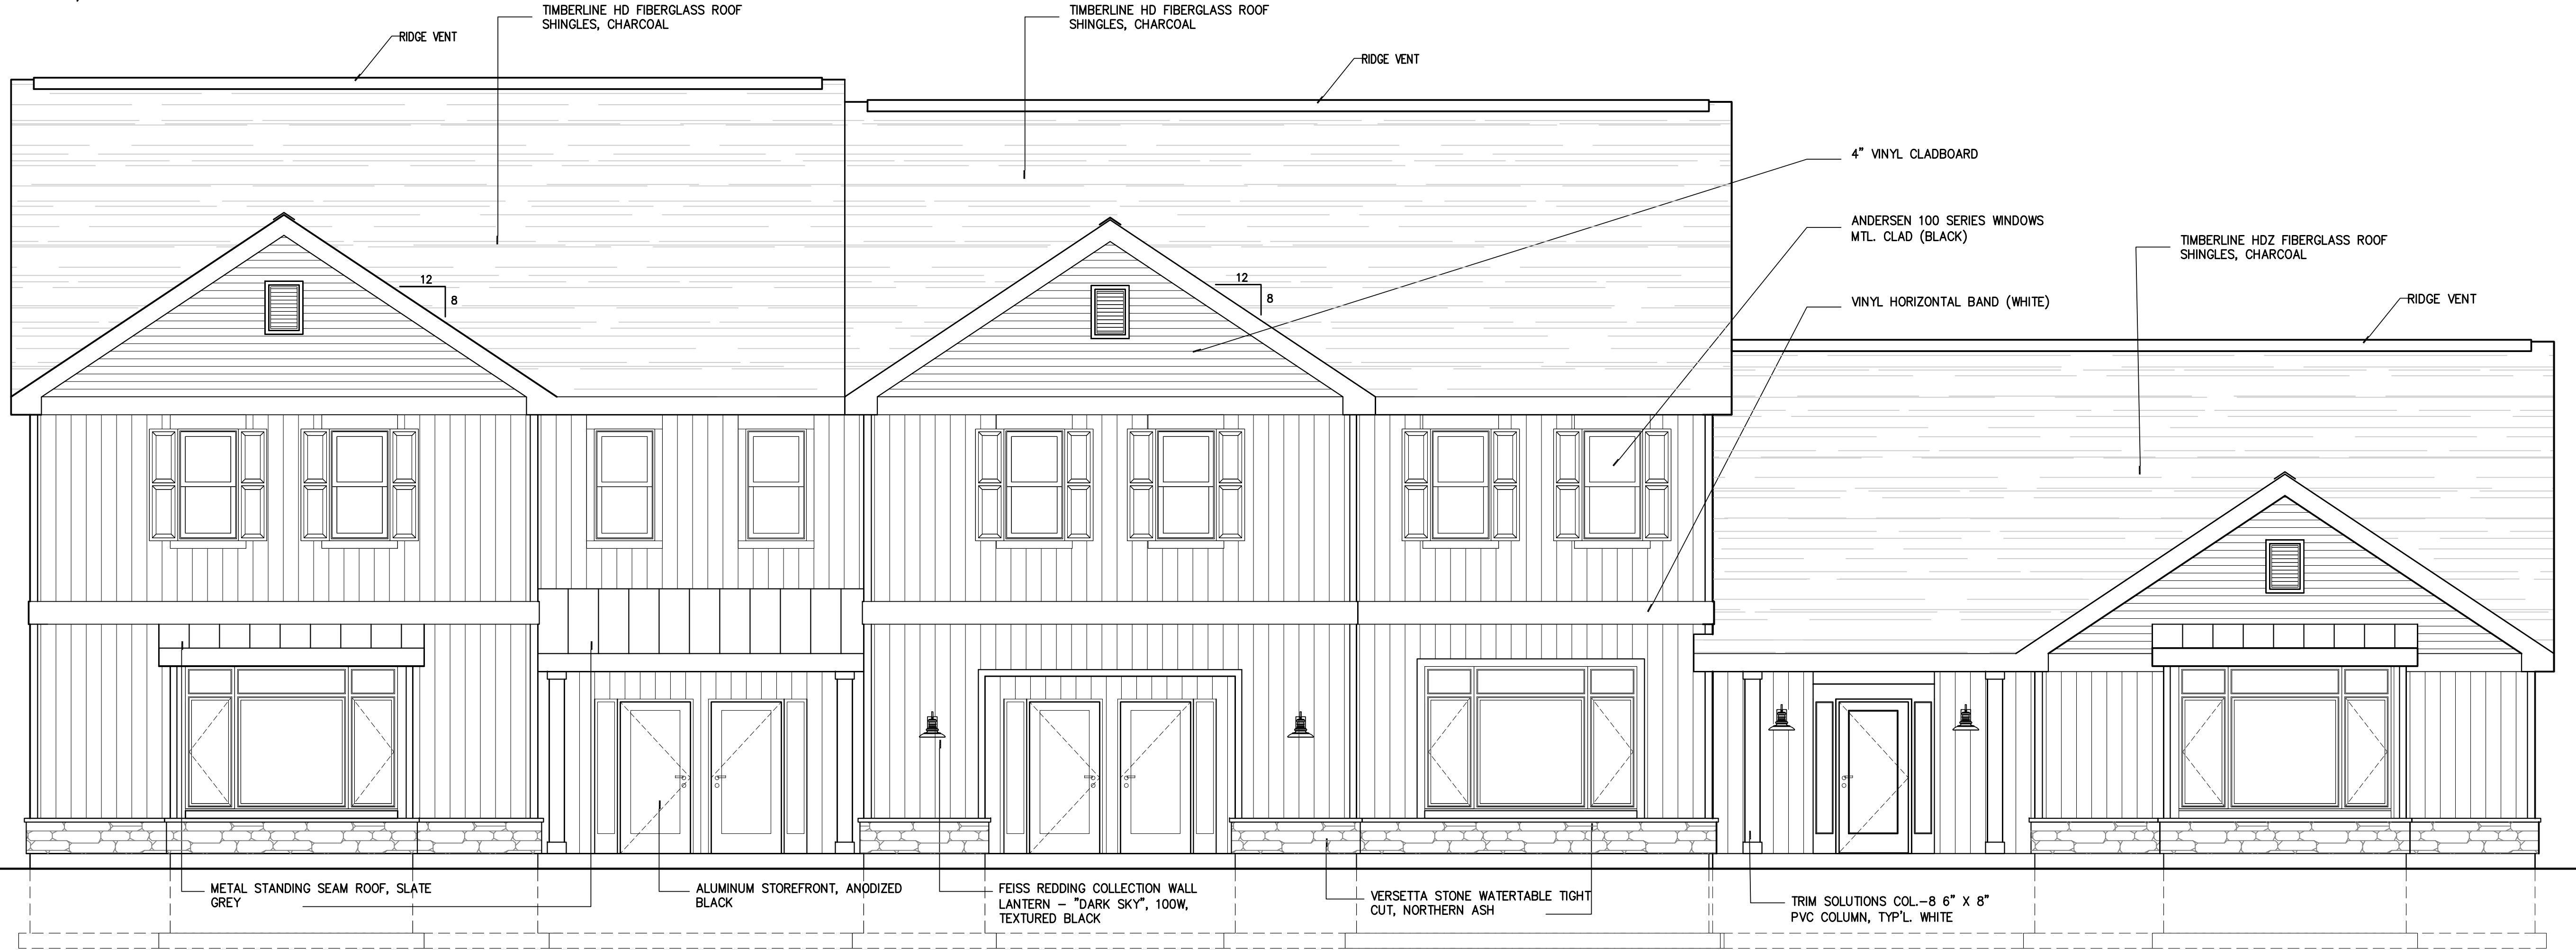 TIMBERLINE HD FIBERGLASS ROOF
SHINGLES, CHARCOAL
TIMBERLINE HD FIBERGLASS ROOF
SHINGLES, CHARCOAL
RIDGE VENT
RIDGE VENT
4" VINYL CLADBOARD
ANDERSEN 100 SERIES WINDOWS
MTL. CLAD (BLACK)
TIMBERLINE HDZ FIBERGLASS ROOF
SHINGLES, CHARCOAL
12
8
12
8
VINYL HORIZONTAL BAND (WHITE)
RIDGE VENT
METAL STANDING SEAM ROOF, SLATE
GREY
ALUMINUM STOREFRONT, ANODIZED
BLACK
FEISS REDDING COLLECTION WALL
LANTERN – "DARK SKY", 100W,
TEXTURED BLACK
VERSETTA STONE WATERTABLE TIGHT
CUT, NORTHERN ASH
TRIM SOLUTIONS COL.–8 6" X 8"
PVC COLUMN, TYP'L. WHITE